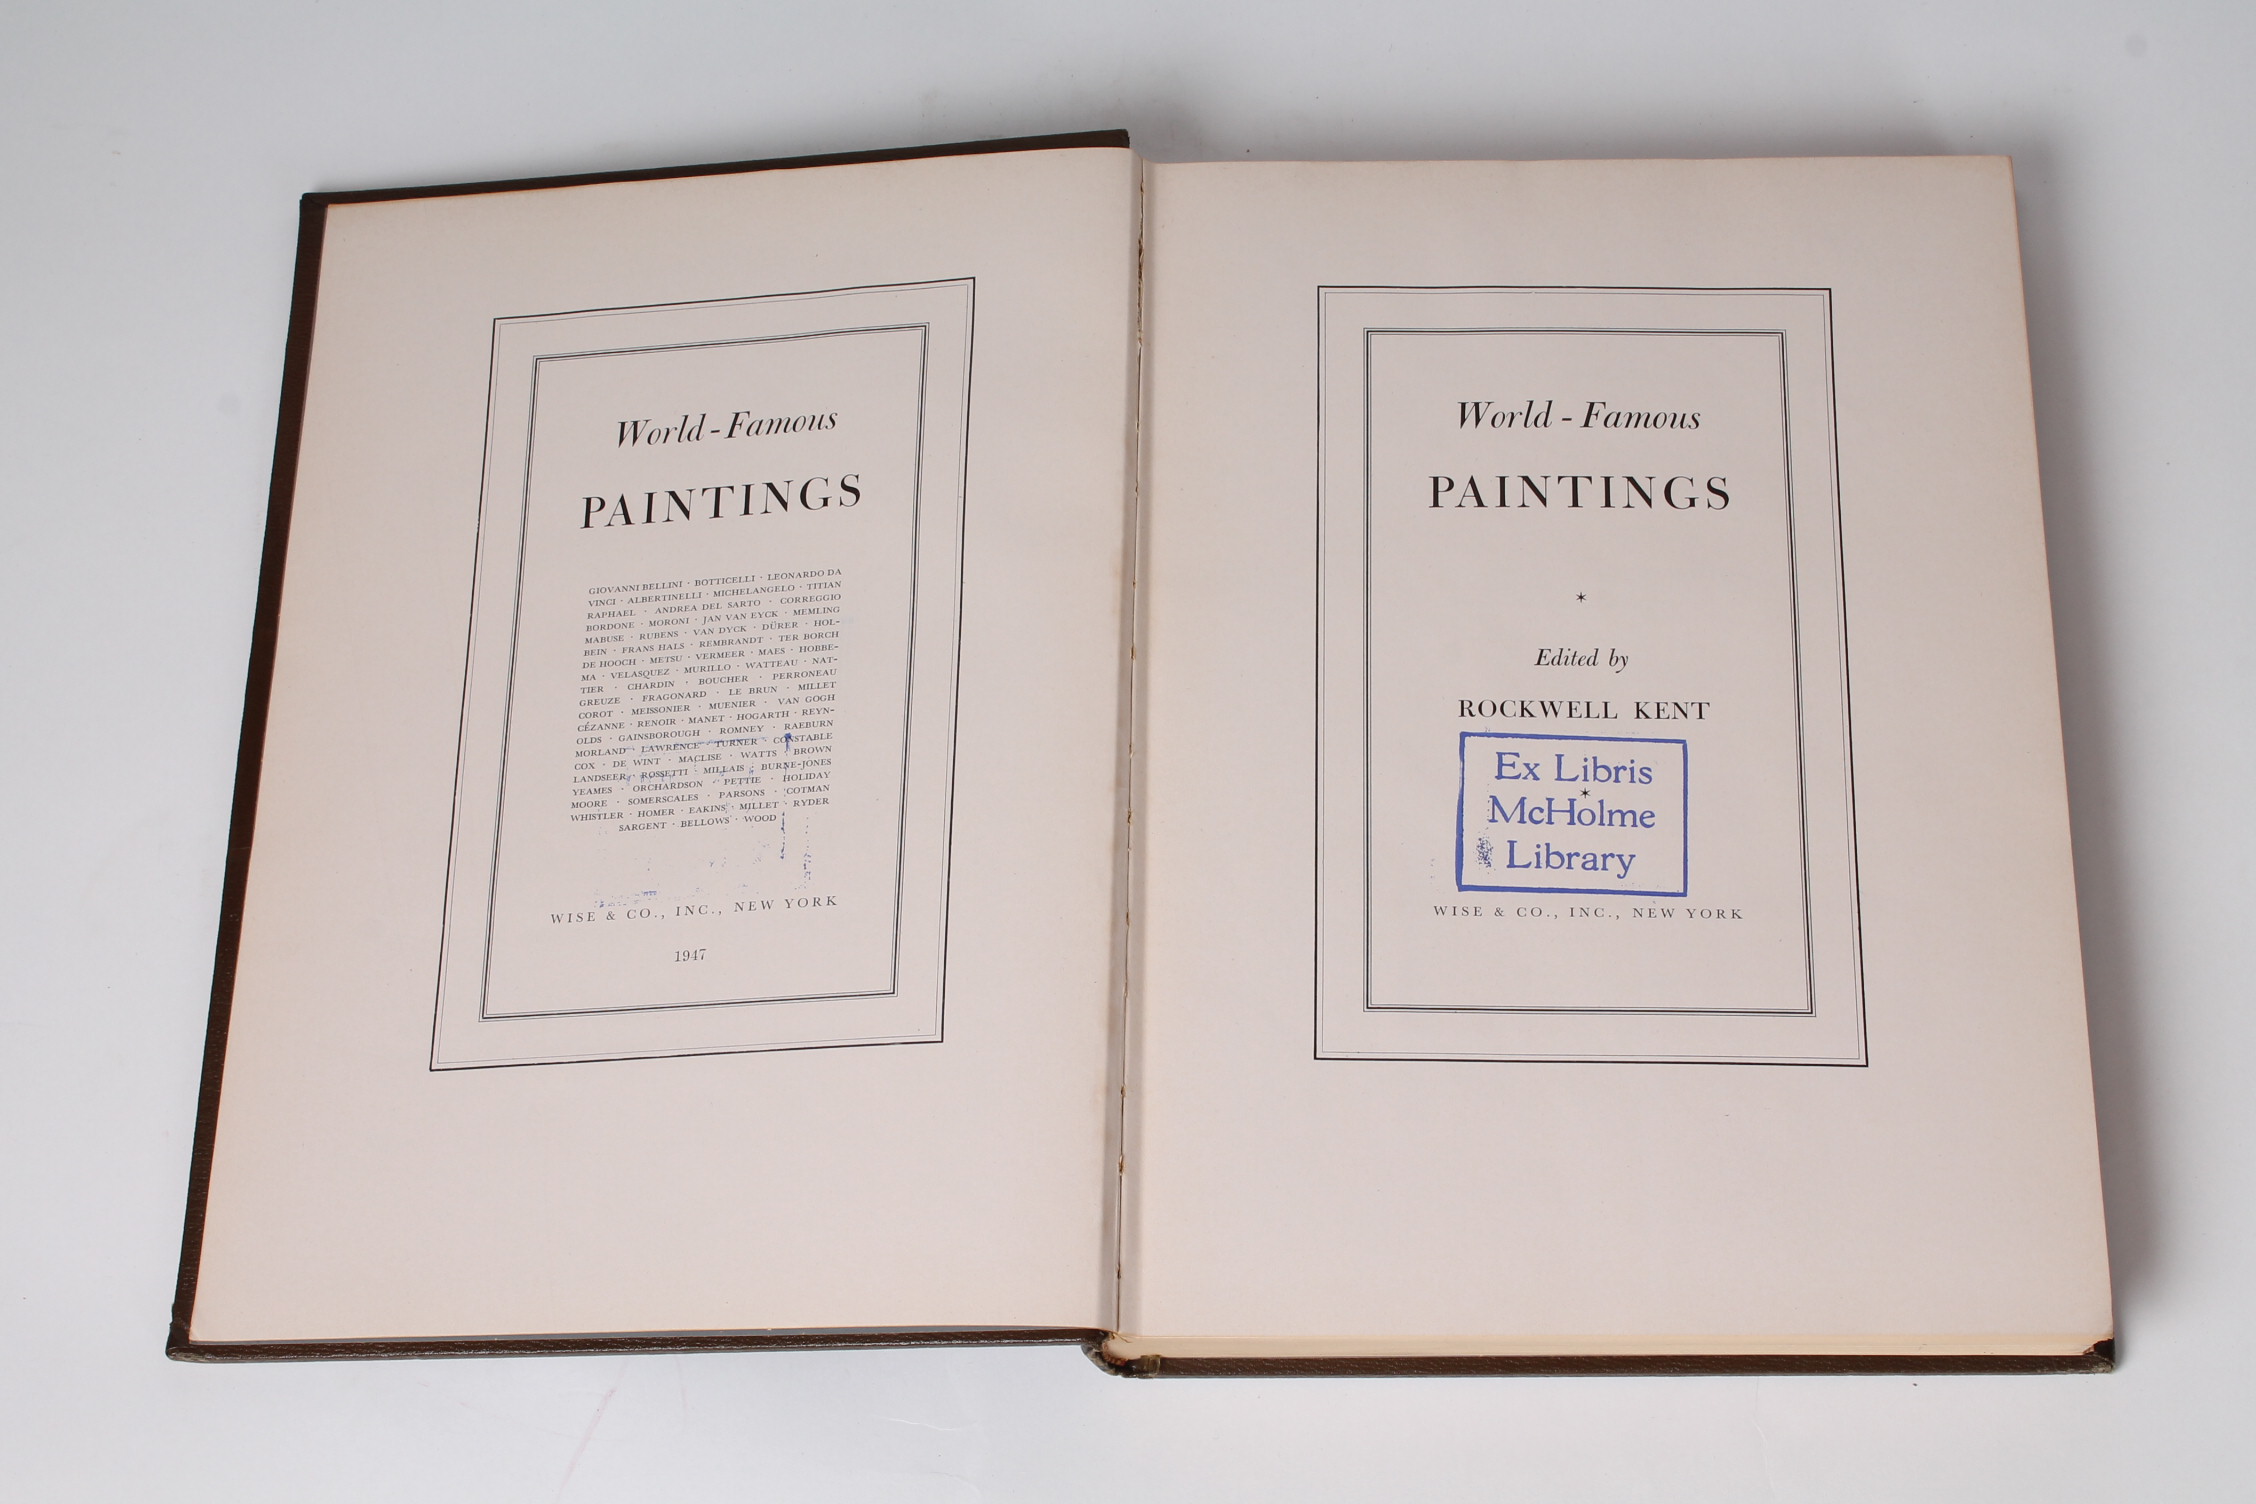 World-Famous
PAINTINGS
GIOVANNI BELLINI · BOTTICELLI · LEONARDO DA
VINCI · ALBERTINELLI · MICHELANGELO · TITIAN
RAPHAEL · ANDREA DEL SARTO · CORREGGIO
BORDONE · MORONI · JAN VAN EYCK · MEMLING
MABUSE · RUBENS · VAN DYCK · DÜRER · HOL-
BEIN · FRANS HALS · REMBRANDT · TER BORCH
DE HOOCH · METSU · VERMEER · MAES · HOBBE-
MA · VELASQUEZ · MURILLO · WATTEAU · NAT-
TIER · CHARDIN · BOUCHER · PERRONEAU
GREUZE · FRAGONARD · LE BRUN · MILLET
COROT · MEISSONIER · MUENIER · VAN GOGH
CÉZANNE · RENOIR · MANET · HOGARTH · REYN-
OLDS · GAINSBOROUGH · ROMNEY · RAEBURN
MORLAND · LAWRENCE · TURNER · CONSTABLE
COX · DE WINT · MACLISE · WATTS · BROWN
LANDSEER · ROSSETTI · MILLAIS · BURNE-JONES
YEAMES · ORCHARDSON · PETTIE · HOLIDAY
MOORE · SOMERSCALES · PARSONS · COTMAN
WHISTLER · HOMER · EAKINS · MILLET · RYDER
SARGENT · BELLOWS · WOOD
WISE & CO., INC., NEW YORK
1947
World - Famous
PAINTINGS
Edited by
ROCKWELL KENT
Ex Libris
McHolme
Library
WISE & CO., INC., NEW YORK